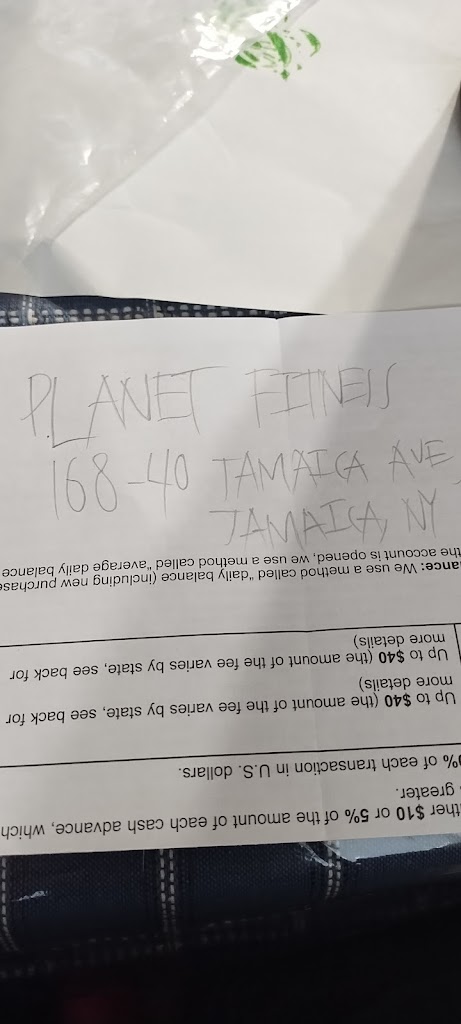 PLANET FITNESS
168-40 JAMAICA AVE,
JAMAICA, NY
ther $10 or 5% of the amount of each cash advance, which
greater.
% of each transaction in U.S. dollars.
Up to $40 (the amount of the fee varies by state, see back for
more details)
Up to $40 (the amount of the fee varies by state, see back for
more details)
ance: We use a method called "daily balance (including new purchase
the account is opened, we use a method called "average daily balance